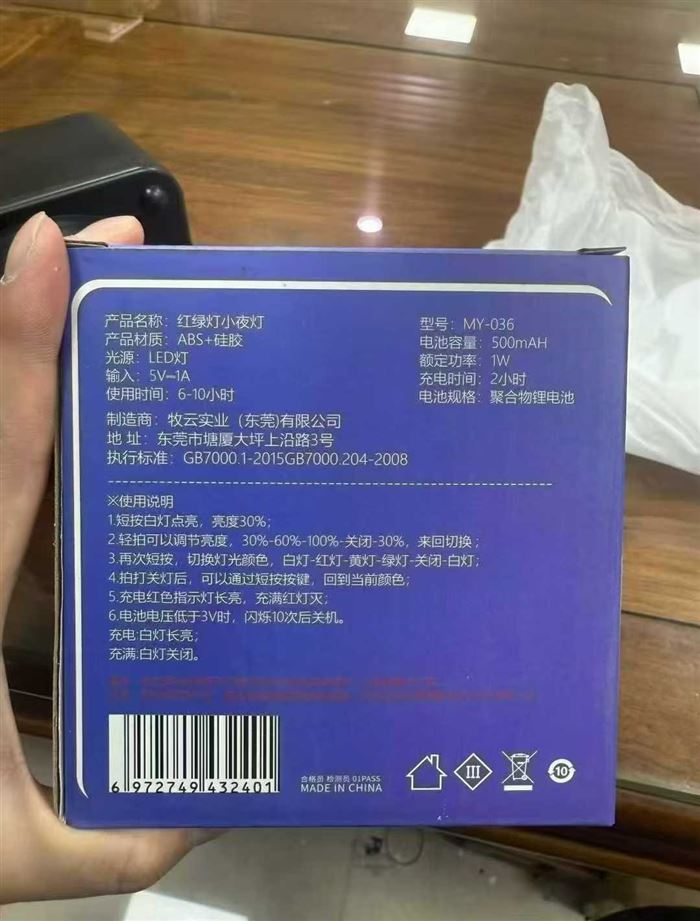 产品名称: 红绿灯小夜灯
产品材质: ABS+硅胶
光源: LED灯
输入: 5V⎓1A
使用时间: 6-10小时
型号: MY-036
电池容量: 500mAH
额定功率: 1W
充电时间: 2小时
电池规格: 聚合物锂电池
制造商: 牧云实业 (东莞)有限公司
地 址: 东莞市塘厦大坪上沿路3号
执行标准: GB7000.1-2015GB7000.204-2008
※使用说明
1.短按白灯点亮，亮度30%;
2.轻拍可以调节亮度，30%-60%-100%-关闭-30%，来回切换;
3.再次短按，切换灯光颜色，白灯-红灯-黄灯-绿灯-关闭-白灯;
4.拍打关灯后，可以通过短按按键，回到当前颜色;
5.充电红色指示灯长亮，充满红灯灭;
6.电池电压低于3V时，闪烁10次后关机。
充电:白灯长亮;
充满:白灯关闭。
6 972749 432401
合格员 检测员 01PASS
MADE IN CHINA
III
10